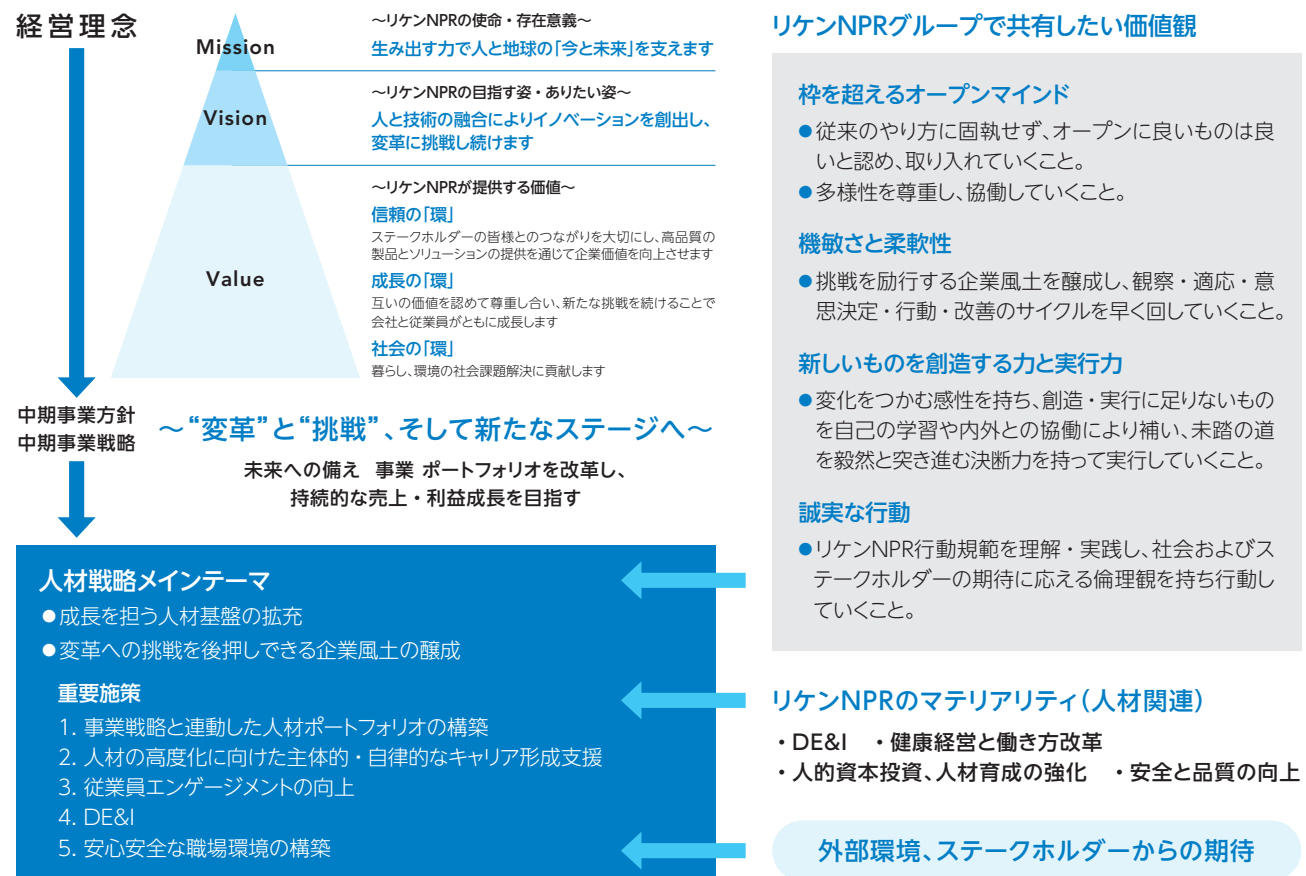 経営理念
Mission
～リケンNPRの使命・存在意義～
生み出す力で人と地球の「今と未来」を支えます
Vision
～リケンNPRの目指す姿・ありたい姿～
人と技術の融合によりイノベーションを創出し、
変革に挑戦し続けます
Value
～リケンNPRが提供する価値～
信頼の「環」
ステークホルダーの皆様とのつながりを大切にし、高品質の
製品とソリューションの提供を通じて企業価値を向上させます
成長の「環」
互いの価値を認めて尊重し合い、新たな挑戦を続けることで
会社と従業員がともに成長します
社会の「環」
暮らし、環境の社会課題解決に貢献します
中期事業方針
中期事業戦略
～“変革”と“挑戦”、そして新たなステージへ～
未来への備え 事業 ポートフォリオを改革し、
持続的な売上・利益成長を目指す
人材戦略メインテーマ
●成長を担う人材基盤の拡充
●変革への挑戦を後押しできる企業風土の醸成
重要施策
1. 事業戦略と連動した人材ポートフォリオの構築
2. 人材の高度化に向けた主体的・自律的なキャリア形成支援
3. 従業員エンゲージメントの向上
4. DE&I
5. 安心安全な職場環境の構築
リケンNPRグループで共有したい価値観
枠を超えるオープンマインド
●従来のやり方に固執せず、オープンに良いものは良
いと認め、取り入れていくこと。
●多様性を尊重し、協働していくこと。
機敏さと柔軟性
●挑戦を励行する企業風土を醸成し、観察・適応・意
思決定・行動・改善のサイクルを早く回していくこと。
新しいものを創造する力と実行力
●変化をつかむ感性を持ち、創造・実行に足りないもの
を自己の学習や内外との協働により補い、未踏の道
を毅然と突き進む決断力を持って実行していくこと。
誠実な行動
●リケンNPR行動規範を理解・実践し、社会およびス
テークホルダーの期待に応える倫理観を持ち行動し
ていくこと。
リケンNPRのマテリアリティ（人材関連）
・DE&I ・健康経営と働き方改革
・人的資本投資、人材育成の強化 ・安全と品質の向上
外部環境、ステークホルダーからの期待